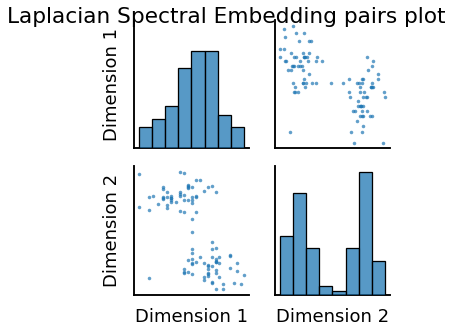 Laplacian Spectral Embedding pairs plot
Dimension 1
Dimension 2
Dimension 1
Dimension 2